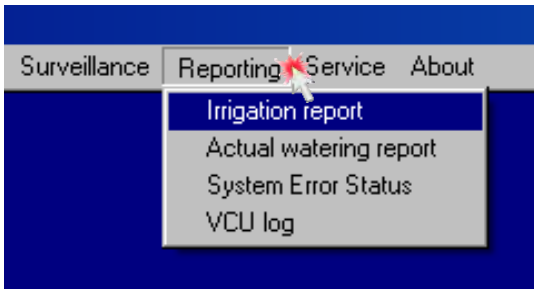 Surveillance Reporting Service About
Irrigation report
Actual watering report
System Error Status
VCU log